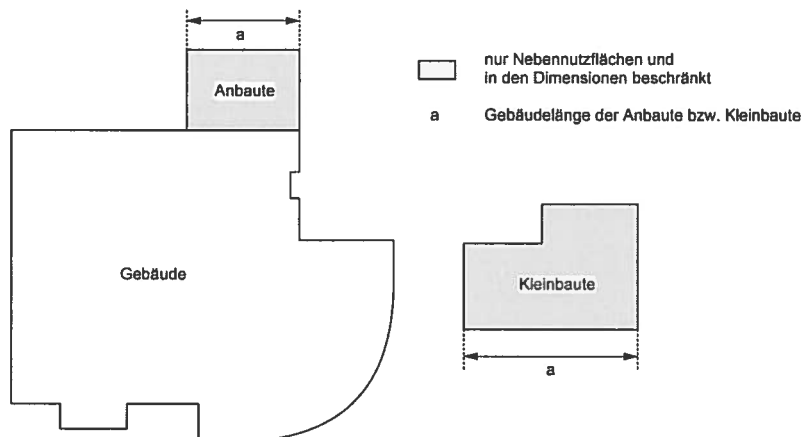 a
Anbaute
nur Nebennutzflächen und
in den Dimensionen beschränkt
a Gebäudelänge der Anbaute bzw. Kleinbaute
Gebäude
Kleinbaute
a